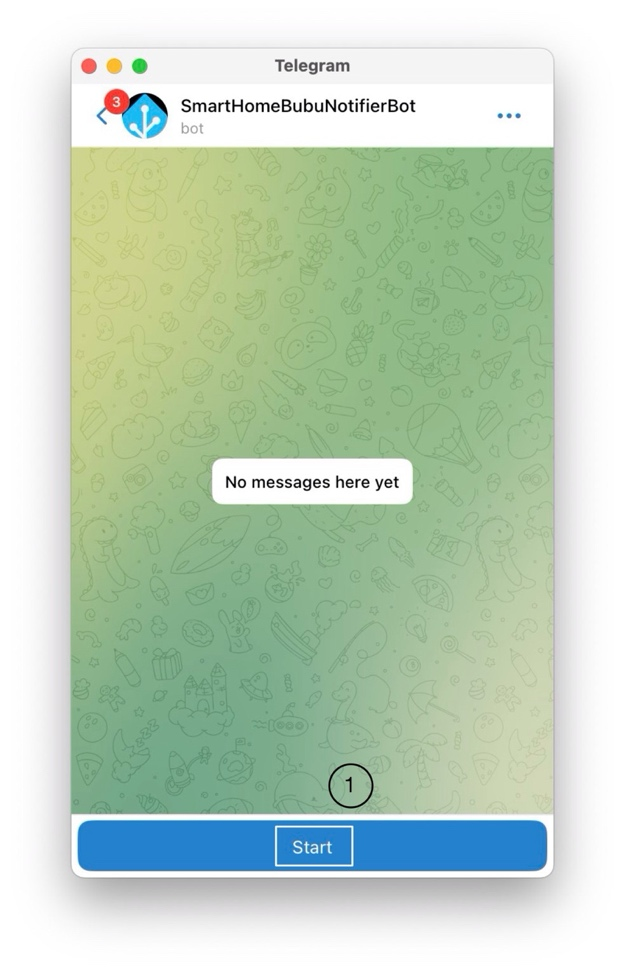 Telegram
3
SmartHomeBubuNotifierBot
bot
No messages here yet
1
Start